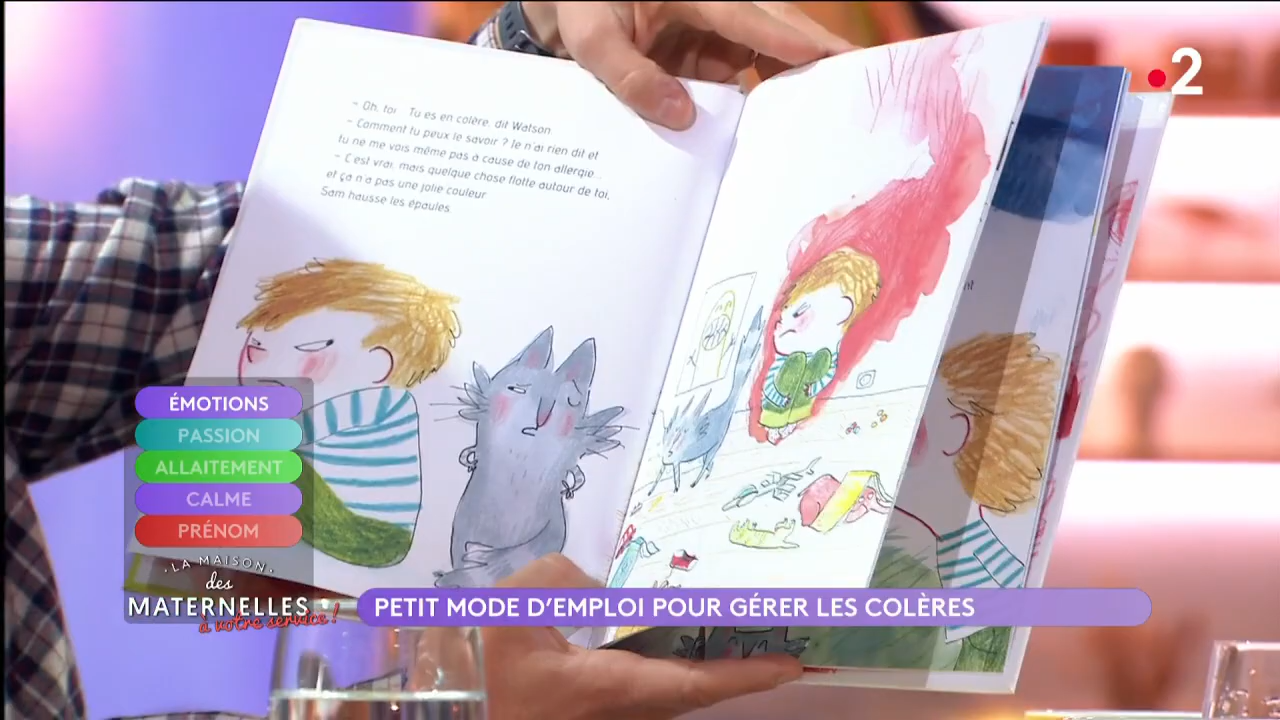 2
- Oh, toi... Tu es en colère, dit Watson.
- Comment tu peux le savoir ? Je n'ai rien dit et
tu ne me vois même pas à cause de ton allergie...
- C'est vrai, mais quelque chose flotte autour de toi,
et ça n'a pas une jolie couleur.
Sam hausse les épaules.
ÉMOTIONS
PASSION
ALLAITEMENT
CALME
PRÉNOM
·LA MAISON·
des
MATERNELLES
à votre service !
PETIT MODE D'EMPLOI POUR GÉRER LES COLÈRES